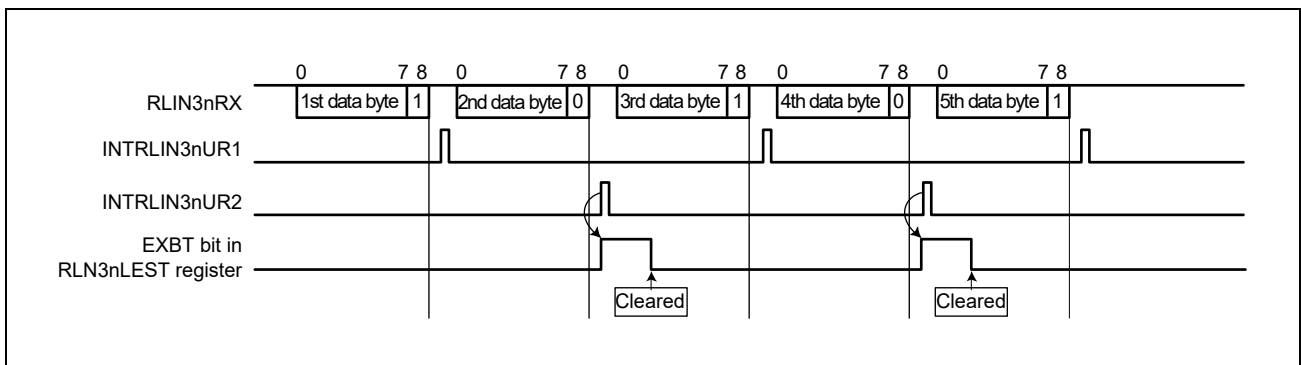 0 7 8 0 7 8 0 7 8 0 7 8 0 7 8
RLIN3nRX 1st data byte 1 2nd data byte 0 3rd data byte 1 4th data byte 0 5th data byte 1
INTRLIN3nUR1
INTRLIN3nUR2
EXBT bit in
RLN3nLEST register
Cleared Cleared